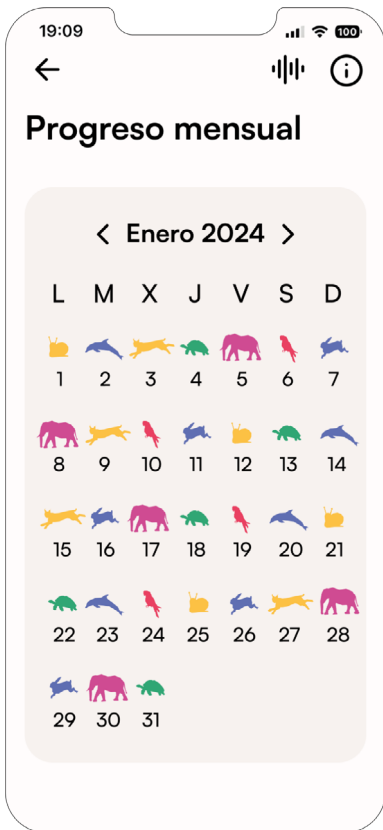 19:09 100
Progreso mensual
Enero 2024
L M X J V S D
1 2 3 4 5 6 7
8 9 10 11 12 13 14
15 16 17 18 19 20 21
22 23 24 25 26 27 28
29 30 31